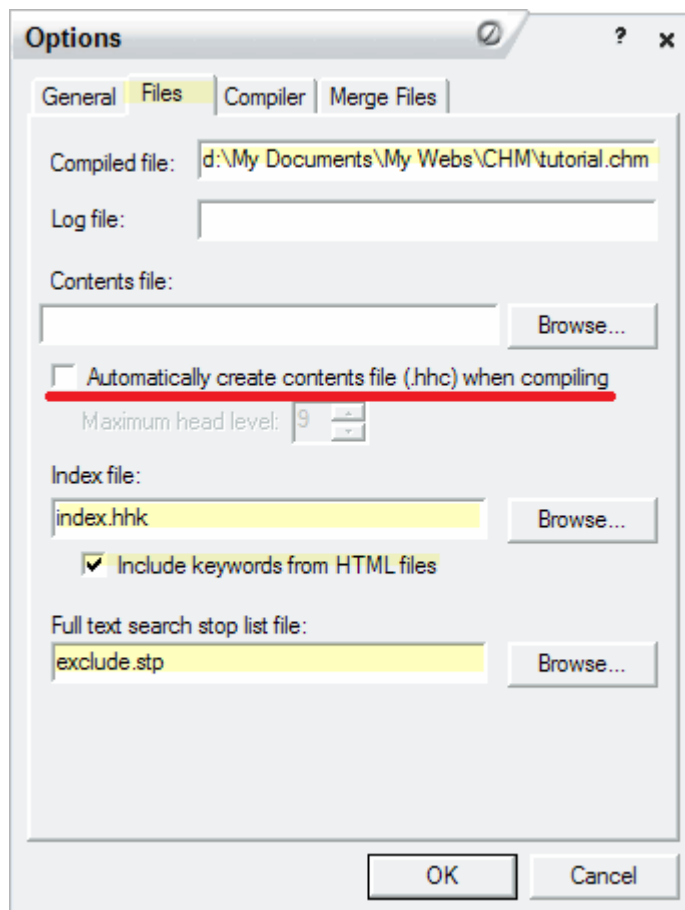 Options
General Files Compiler Merge Files
Compiled file: d:\My Documents\My Webs\CHM\tutorial.chm
Log file:
Contents file:
Browse...
Automatically create contents file (.hhc) when compiling
Maximum head level: 9
Index file:
index.hhk Browse...
Include keywords from HTML files
Full text search stop list file:
exclude.stp Browse...
OK Cancel